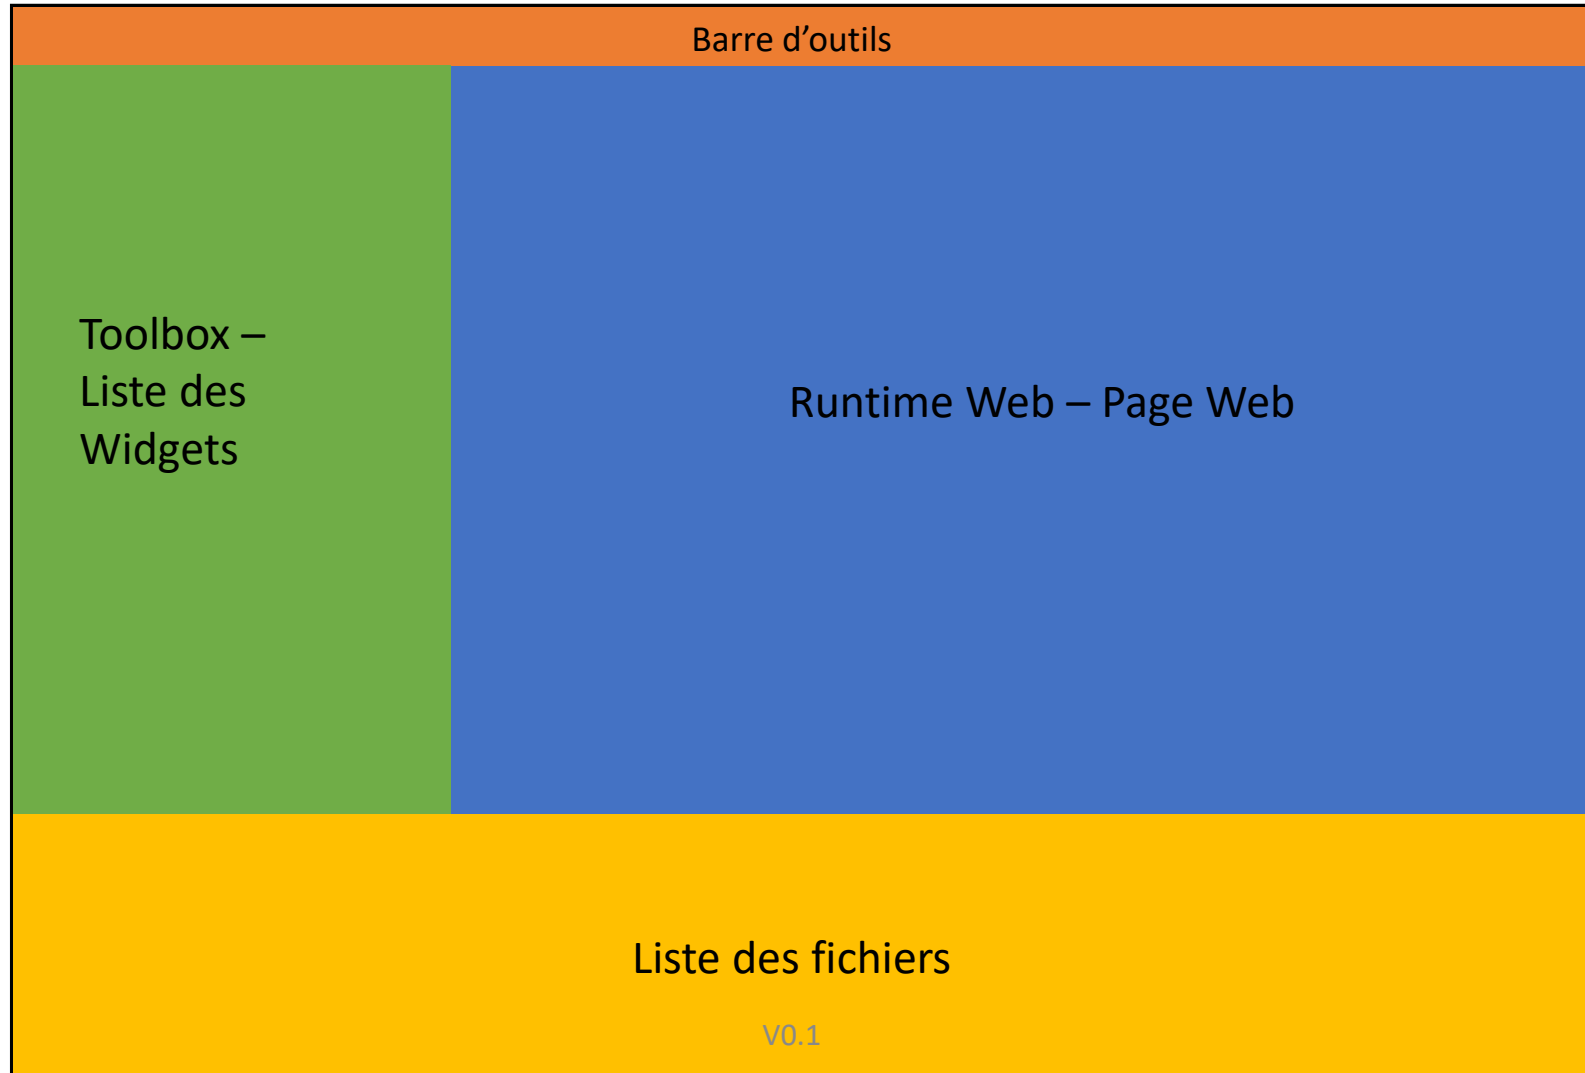 Barre d’outils
Toolbox –
Liste des
Widgets
Runtime Web – Page Web
Liste des fichiers
V0.1